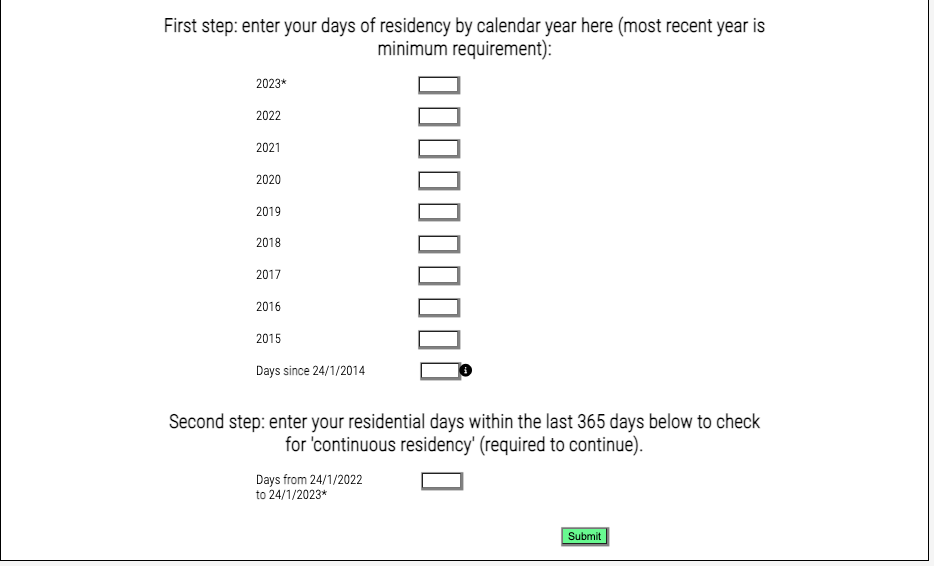 First step: enter your days of residency by calendar year here (most recent year is
minimum requirement):
2023*
2022
2021
2020
2019
2018
2017
2016
2015
Days since 24/1/2014
i
Second step: enter your residential days within the last 365 days below to check
for 'continuous residency' (required to continue).
Days from 24/1/2022
to 24/1/2023*
Submit